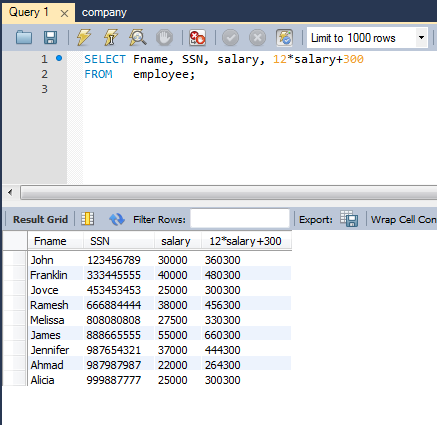 Query 1 × company
Limit to 1000 rows
1 SELECT Fname, SSN, salary, 12*salary+300
2 FROM employee;
3
Result Grid Filter Rows: Export: Wrap Cell Con
Fname SSN salary 12*salary+300
John 123456789 30000 360300
Franklin 333445555 40000 480300
Joyce 453453453 25000 300300
Ramesh 666884444 38000 456300
Melissa 808080808 27500 330300
James 888665555 55000 660300
Jennifer 987654321 37000 444300
Ahmad 987987987 22000 264300
Alicia 999887777 25000 300300